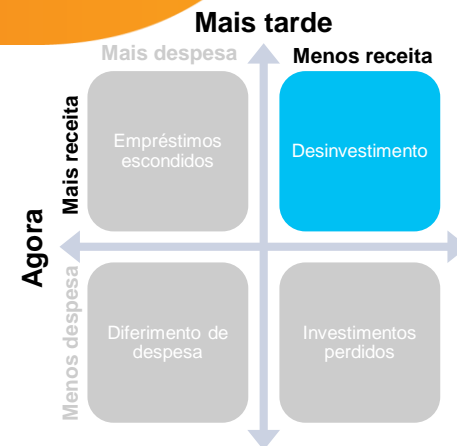 Mais tarde
Mais despesa
Menos receita
Agora
Mais receita
Empréstimos
escondidos
Desinvestimento
Menos despesa
Diferimento de
despesa
Investimentos
perdidos